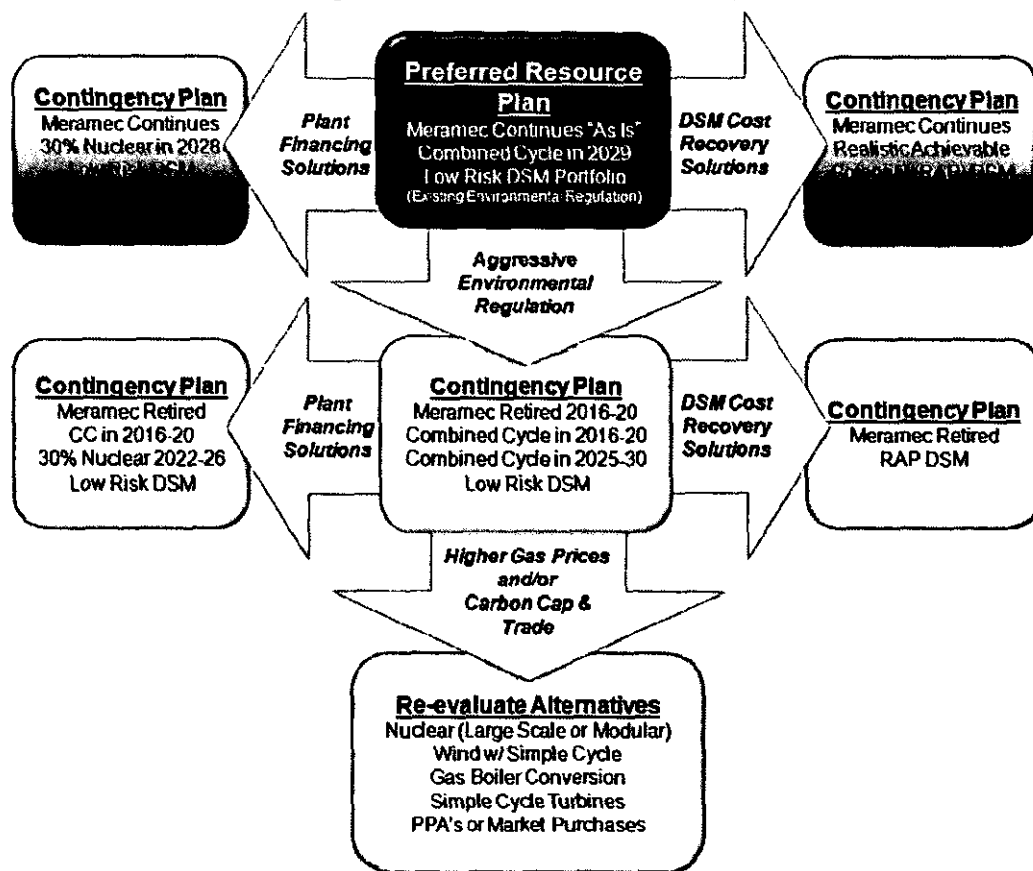 Contingency Plan
Meramec Continues
30% Nuclear in 2028
DSM
Plant
Financing
Solutions
Preferred Resource
Plan
Meramec Continues "As Is"
Combined Cycle in 2029
Low Risk DSM Portfolio
(Existing Environmental Regulation)
DSM Cost
Recovery
Solutions
Contingency Plan
Meramec Continues
Realistic Achievable
DSM
Aggressive
Environmental
Regulation
Contingency Plan
Meramec Retired
CC in 2016-20
30% Nuclear 2022-26
Low Risk DSM
Plant
Financing
Solutions
Contingency Plan
Meramec Retired 2016-20
Combined Cycle in 2016-20
Combined Cycle in 2025-30
Low Risk DSM
DSM Cost
Recovery
Solutions
Contingency Plan
Meramec Retired
RAP DSM
Higher Gas Prices
and/or
Carbon Cap &
Trade
Re-evaluate Alternatives
Nuclear (Large Scale or Modular)
Wind w/ Simple Cycle
Gas Boiler Conversion
Simple Cycle Turbines
PPA's or Market Purchases